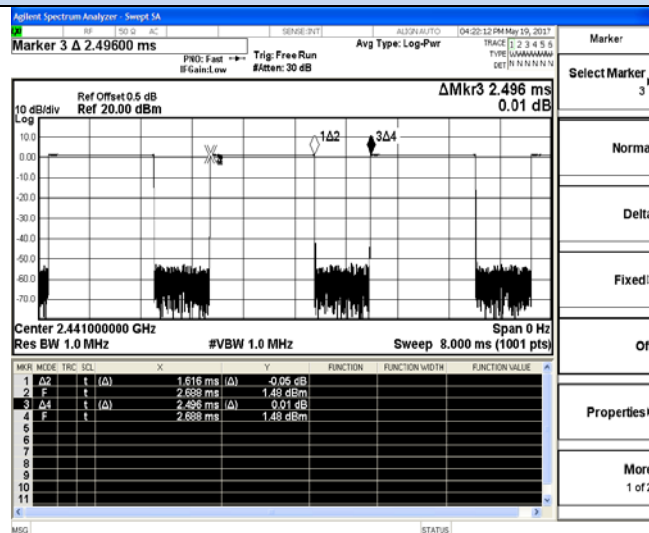 Agilent Spectrum Analyzer - Swept SA
RF 50 Ω AC SENSE:INT ALIGN AUTO 04:22:12 PM May 19, 2017
Marker 3 Δ 2.49600 ms
PNO: Fast
IFGain:Low
Trig: Free Run
#Atten: 30 dB
Avg Type: Log-Pwr
TRACE 1 2 3 4 5 6
TYPE
DET N N N N N N
10 dB/div
Log
Ref Offset 0.5 dB
Ref 20.00 dBm
ΔMkr3 2.496 ms
0.01 dB
10.0
0.00
-10.0
-20.0
-30.0
-40.0
-50.0
-60.0
-70.0
1Δ2
3Δ4
Center 2.441000000 GHz
Span 0 Hz
Res BW 1.0 MHz
#VBW 1.0 MHz
Sweep 8.000 ms (1001 pts)
MKR MODE TRC SCL X Y FUNCTION FUNCTION WIDTH FUNCTION VALUE
1 Δ2 t (Δ) 1.616 ms (Δ) -0.05 dB
2 F t 2.688 ms 1.48 dBm
3 Δ4 t (Δ) 2.496 ms (Δ) 0.01 dB
4 F t 2.688 ms 1.48 dBm
5
6
7
8
9
10
11
MSG
STATUS
Marker
Select Marker
3
Norma
Delta
Fixed
Of
Properties
More
1 of 2